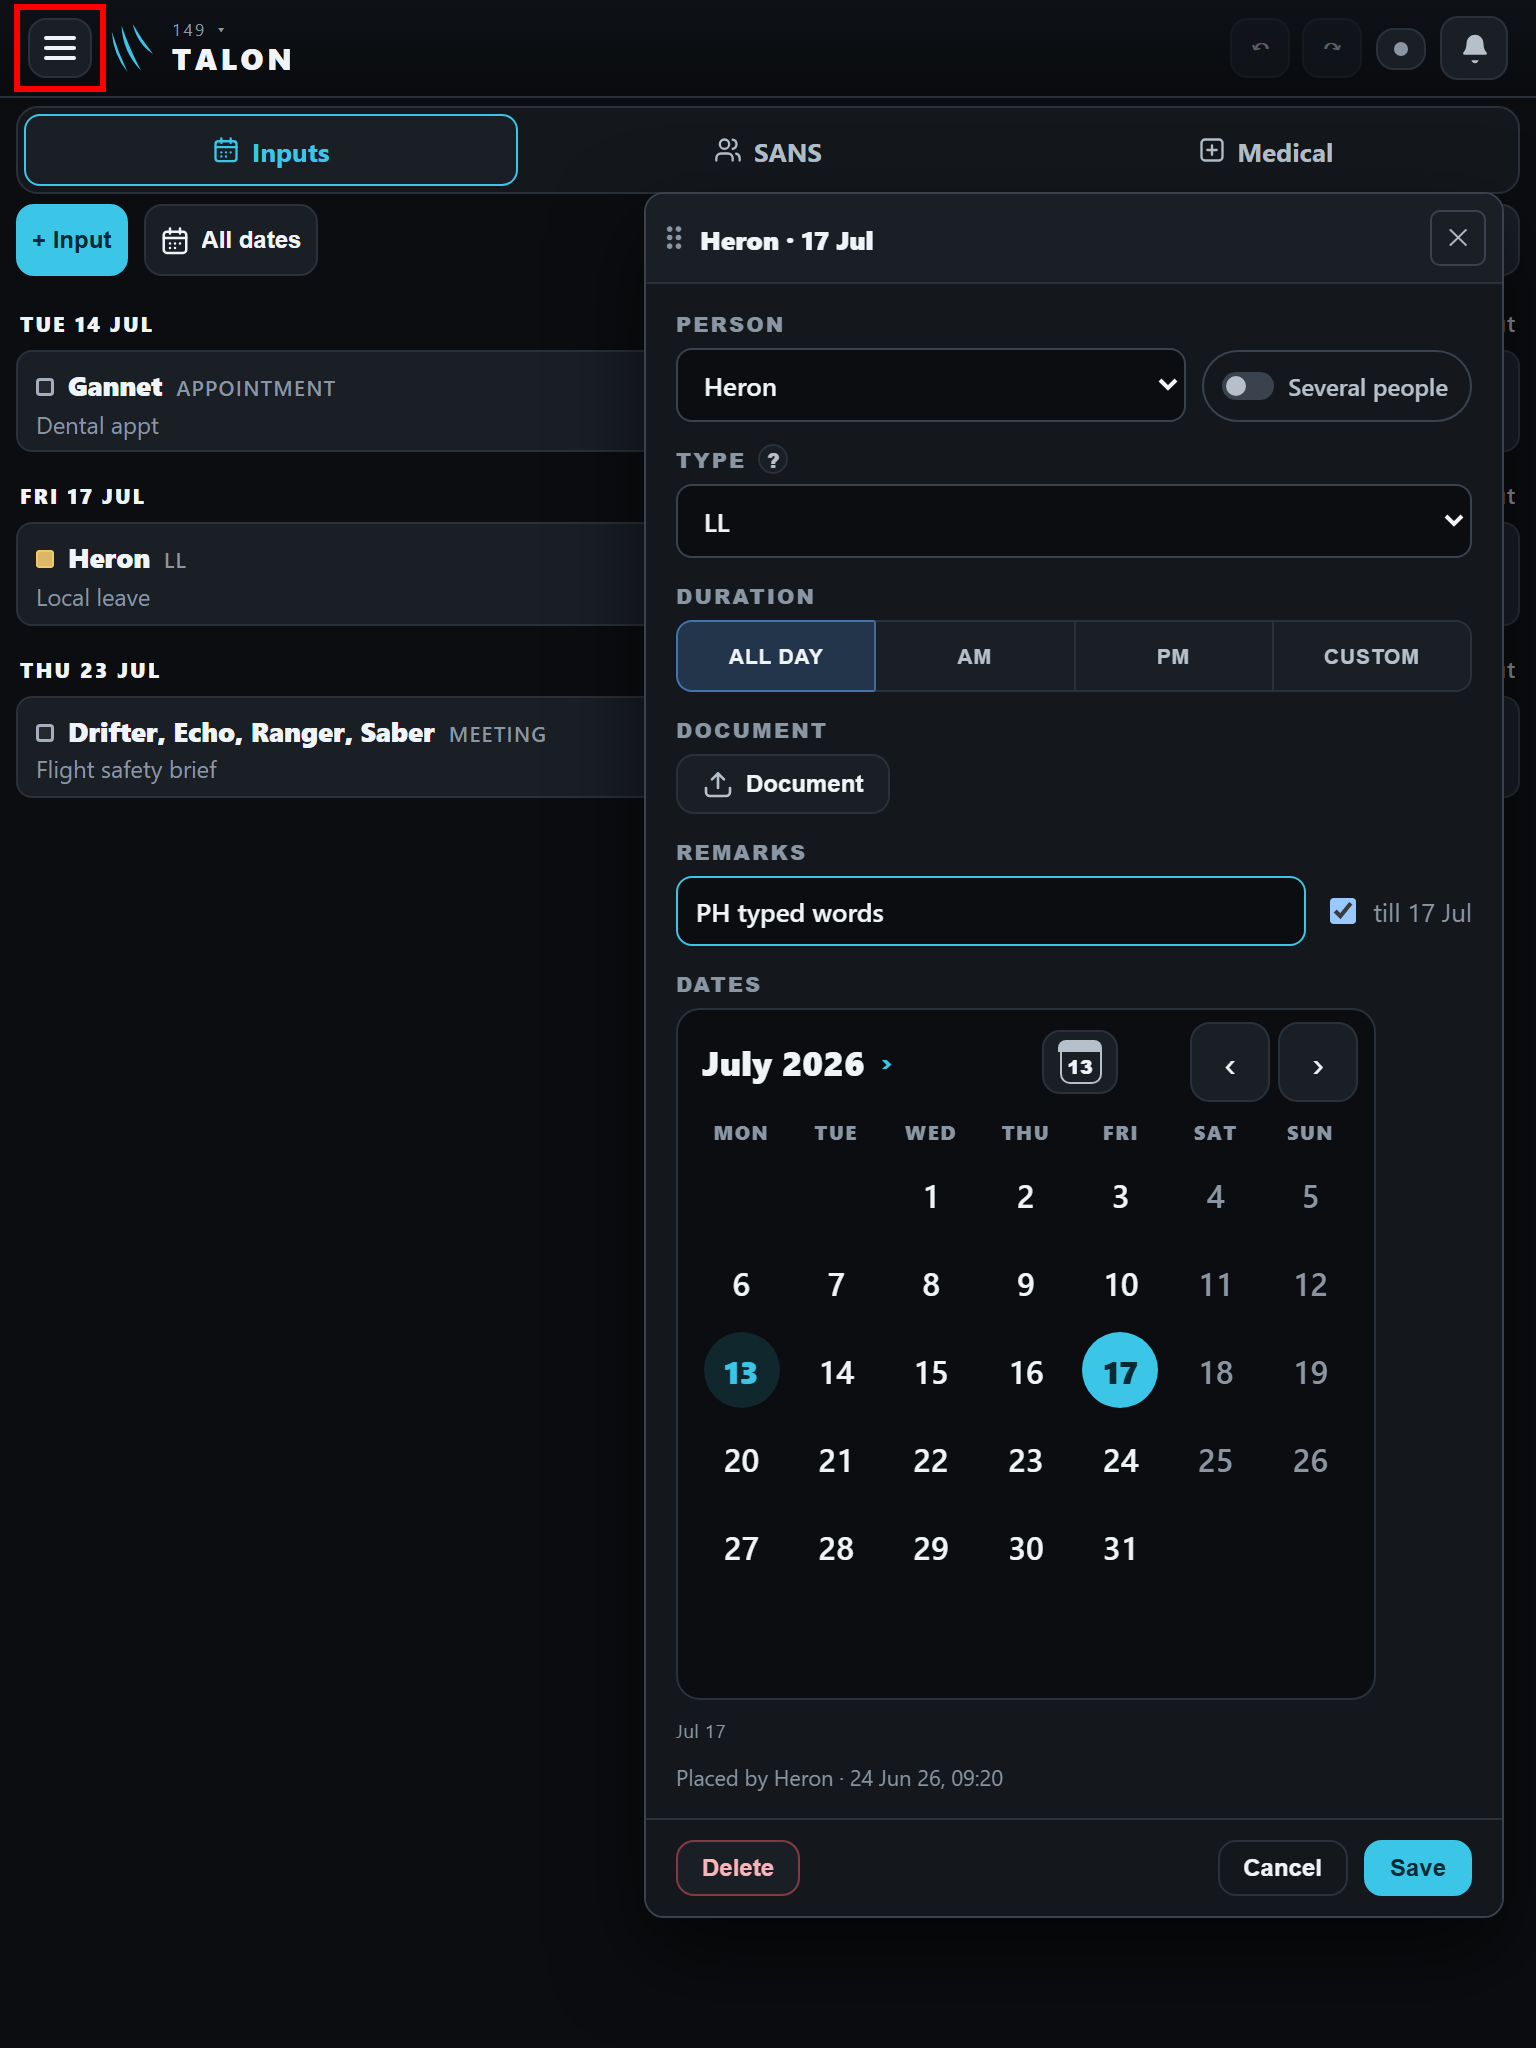 149
TALON
Inputs
SANS
Medical
+ Input
All dates
TUE 14 JUL
Gannet APPOINTMENT
Dental appt
FRI 17 JUL
Heron LL
Local leave
THU 23 JUL
Drifter, Echo, Ranger, Saber MEETING
Flight safety brief
Heron · 17 Jul
PERSON
Heron
Several people
TYPE ?
LL
DURATION
ALL DAY AM PM CUSTOM
DOCUMENT
Document
REMARKS
PH typed words
till 17 Jul
DATES
July 2026 ›
13
‹ ›
MON TUE WED THU FRI SAT SUN
1 2 3 4 5
6 7 8 9 10 11 12
13 14 15 16 17 18 19
20 21 22 23 24 25 26
27 28 29 30 31
Jul 17
Placed by Heron · 24 Jun 26, 09:20
Delete
Cancel
Save